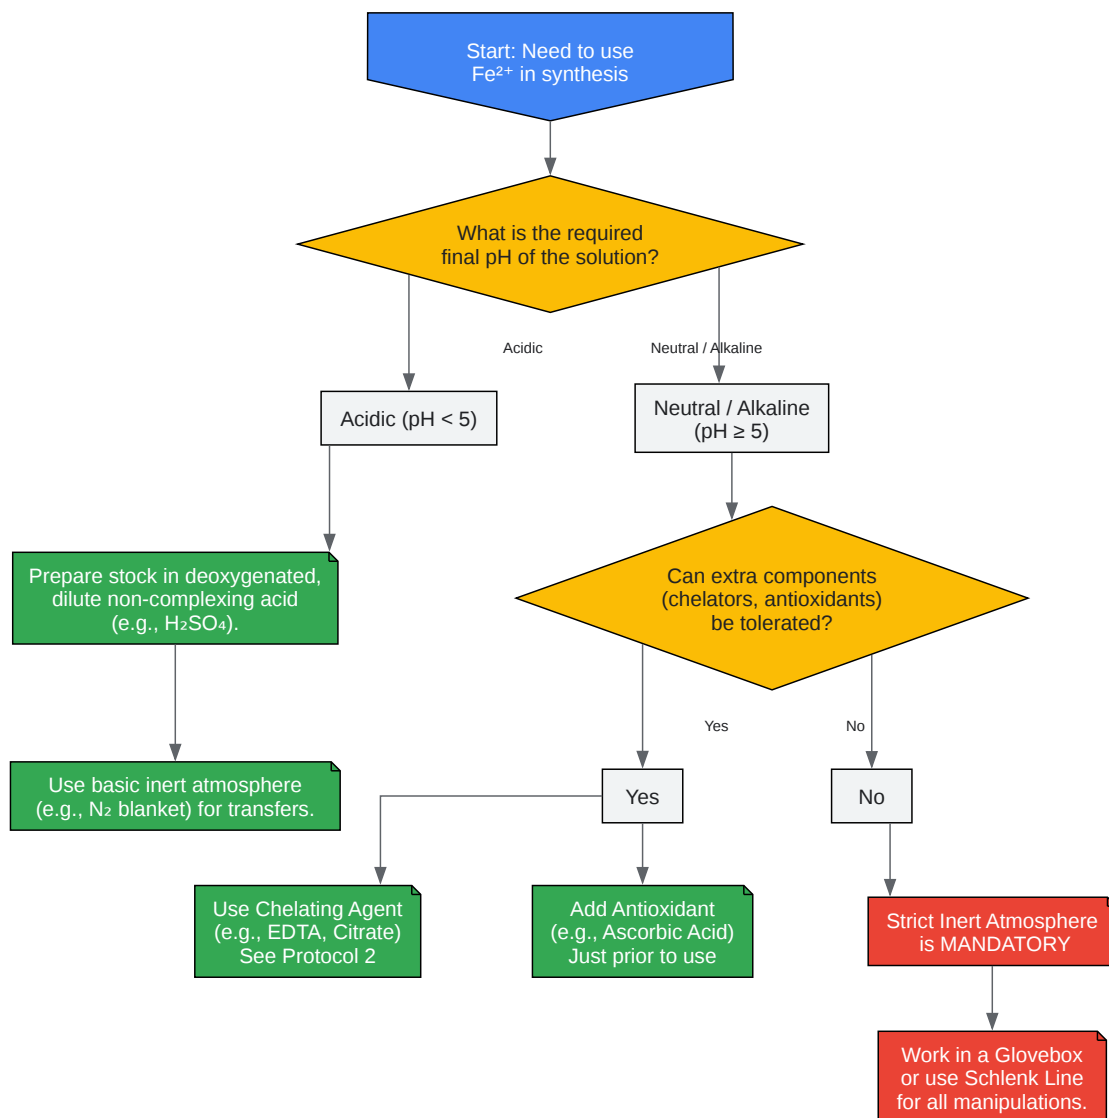 Start: Need to use
Fe²⁺ in synthesis
What is the required
final pH of the solution?
Acidic
Neutral / Alkaline
Acidic (pH < 5)
Neutral / Alkaline
(pH ≥ 5)
Prepare stock in deoxygenated,
dilute non-complexing acid
(e.g., H₂SO₄).
Can extra components
(chelators, antioxidants)
be tolerated?
Yes
No
Use basic inert atmosphere
(e.g., N₂ blanket) for transfers.
Yes
No
Use Chelating Agent
(e.g., EDTA, Citrate)
See Protocol 2
Add Antioxidant
(e.g., Ascorbic Acid)
Just prior to use
Strict Inert Atmosphere
is MANDATORY
Work in a Glovebox
or use Schlenk Line
for all manipulations.